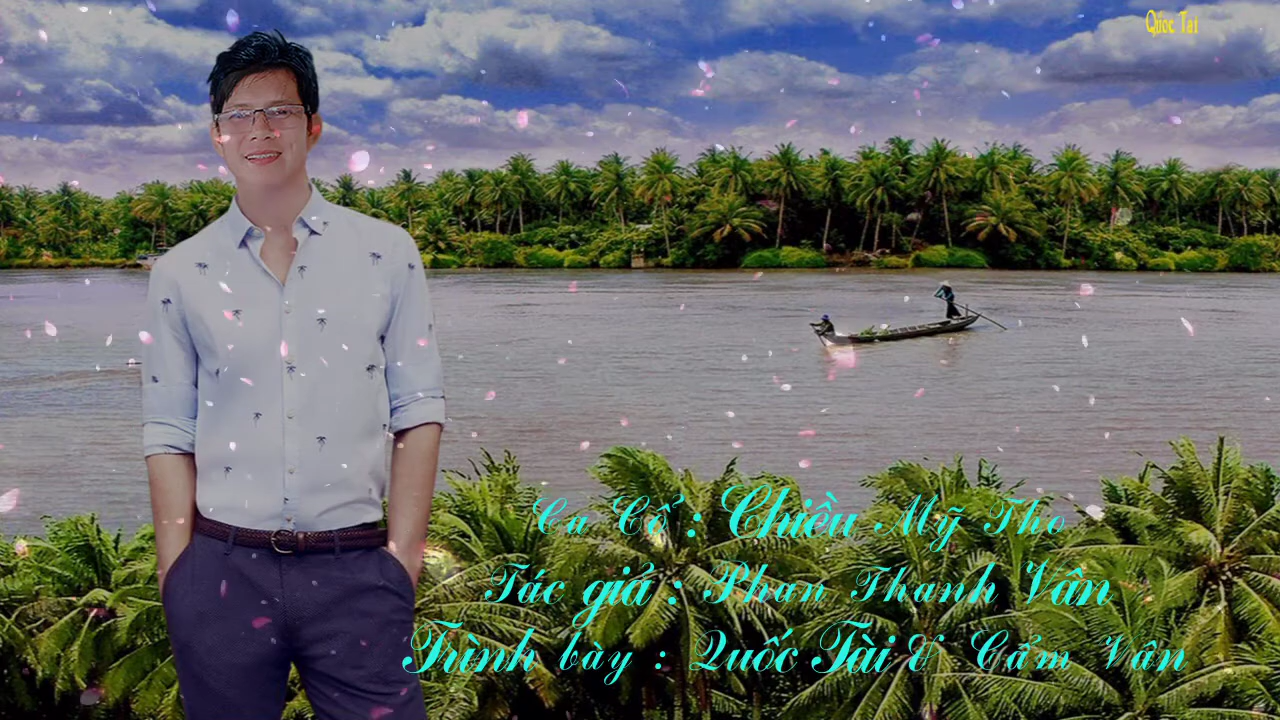 Quốc Tài
Ca Cổ : Chiều Mỹ Tho
Tác giả : Phan Thanh Vân
Trình bày : Quốc Tài & Cẩm Vân